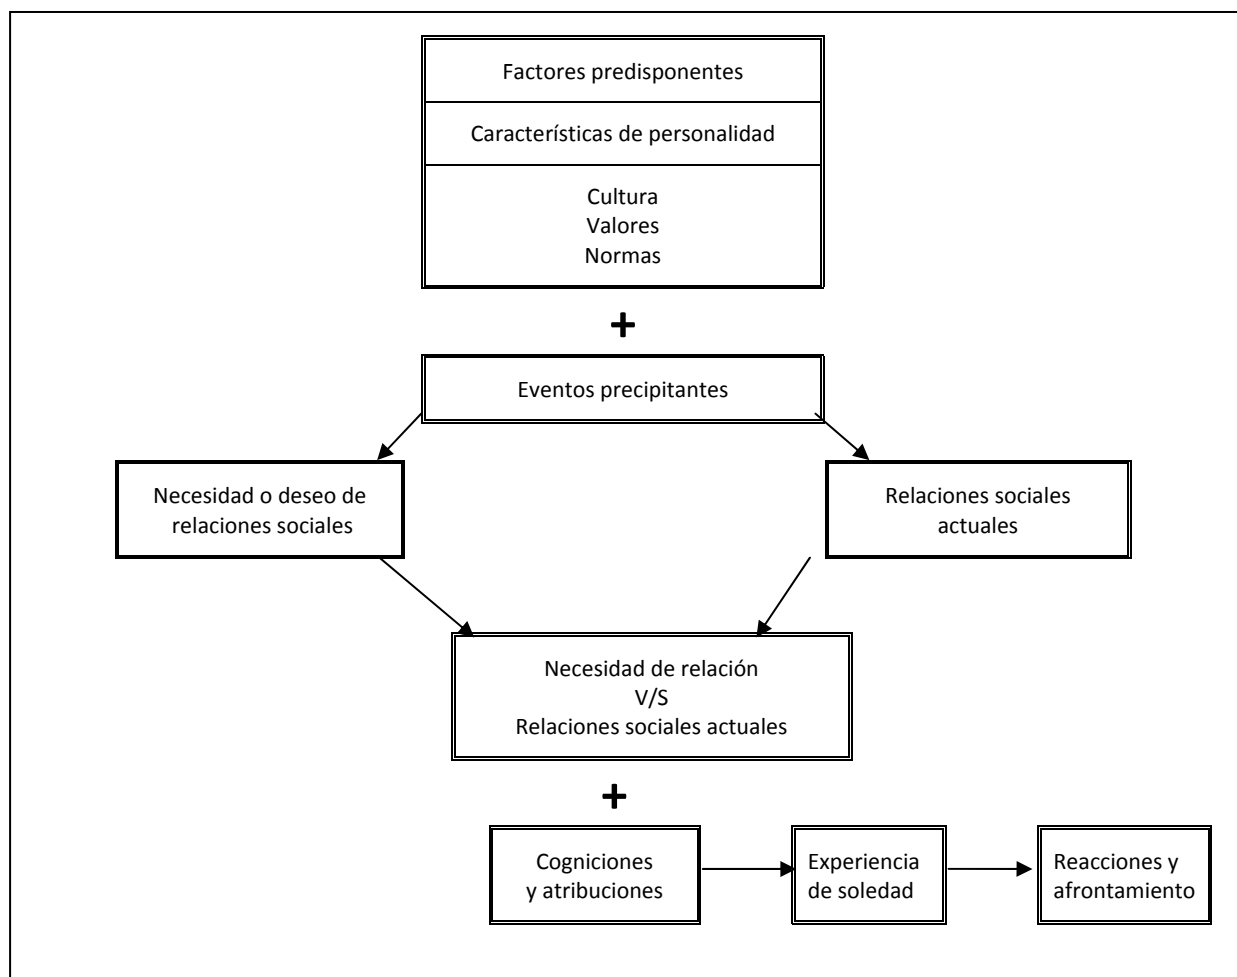 Factores predisponentes
Características de personalidad
Cultura
Valores
Normas
+
Eventos precipitantes
Necesidad o deseo de
relaciones sociales
Relaciones sociales
actuales
Necesidad de relación
V/S
Relaciones sociales actuales
+
Cogniciones
y atribuciones
Experiencia
de soledad
Reacciones y
afrontamiento